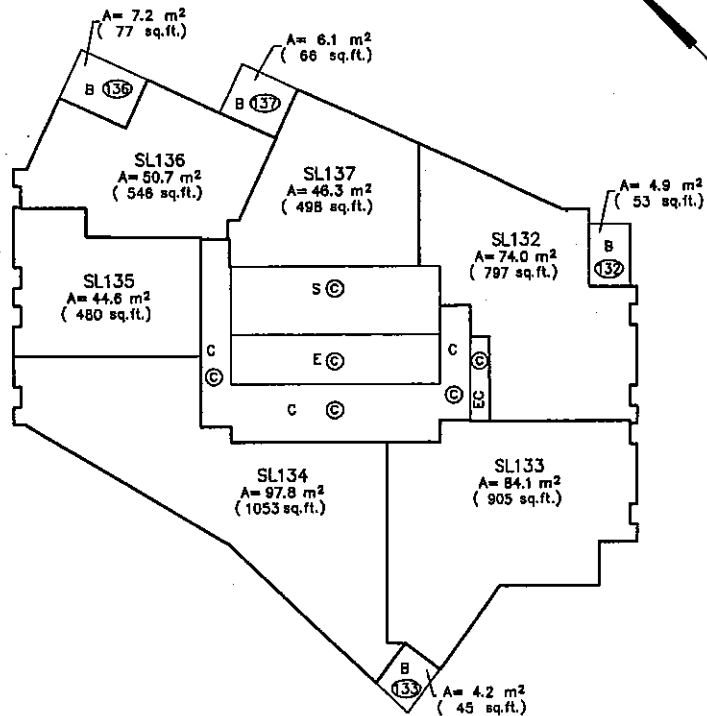 A= 7.2 m²
( 77 sq.ft.)
A= 6.1 m²
( 66 sq.ft.)
B 136
B 137
SL136
A= 50.7 m²
( 546 sq.ft.)
SL137
A= 46.3 m²
( 498 sq.ft.)
A= 4.9 m²
( 53 sq.ft.)
SL132
A= 74.0 m²
( 797 sq.ft.)
B
132
SL135
A= 44.6 m²
( 480 sq.ft.)
S C
C
C
E C
C
C
C
EC
C C
SL134
A= 97.8 m²
( 1053 sq.ft.)
SL133
A= 84.1 m²
( 905 sq.ft.)
B
133
A= 4.2 m²
( 45 sq.ft.)